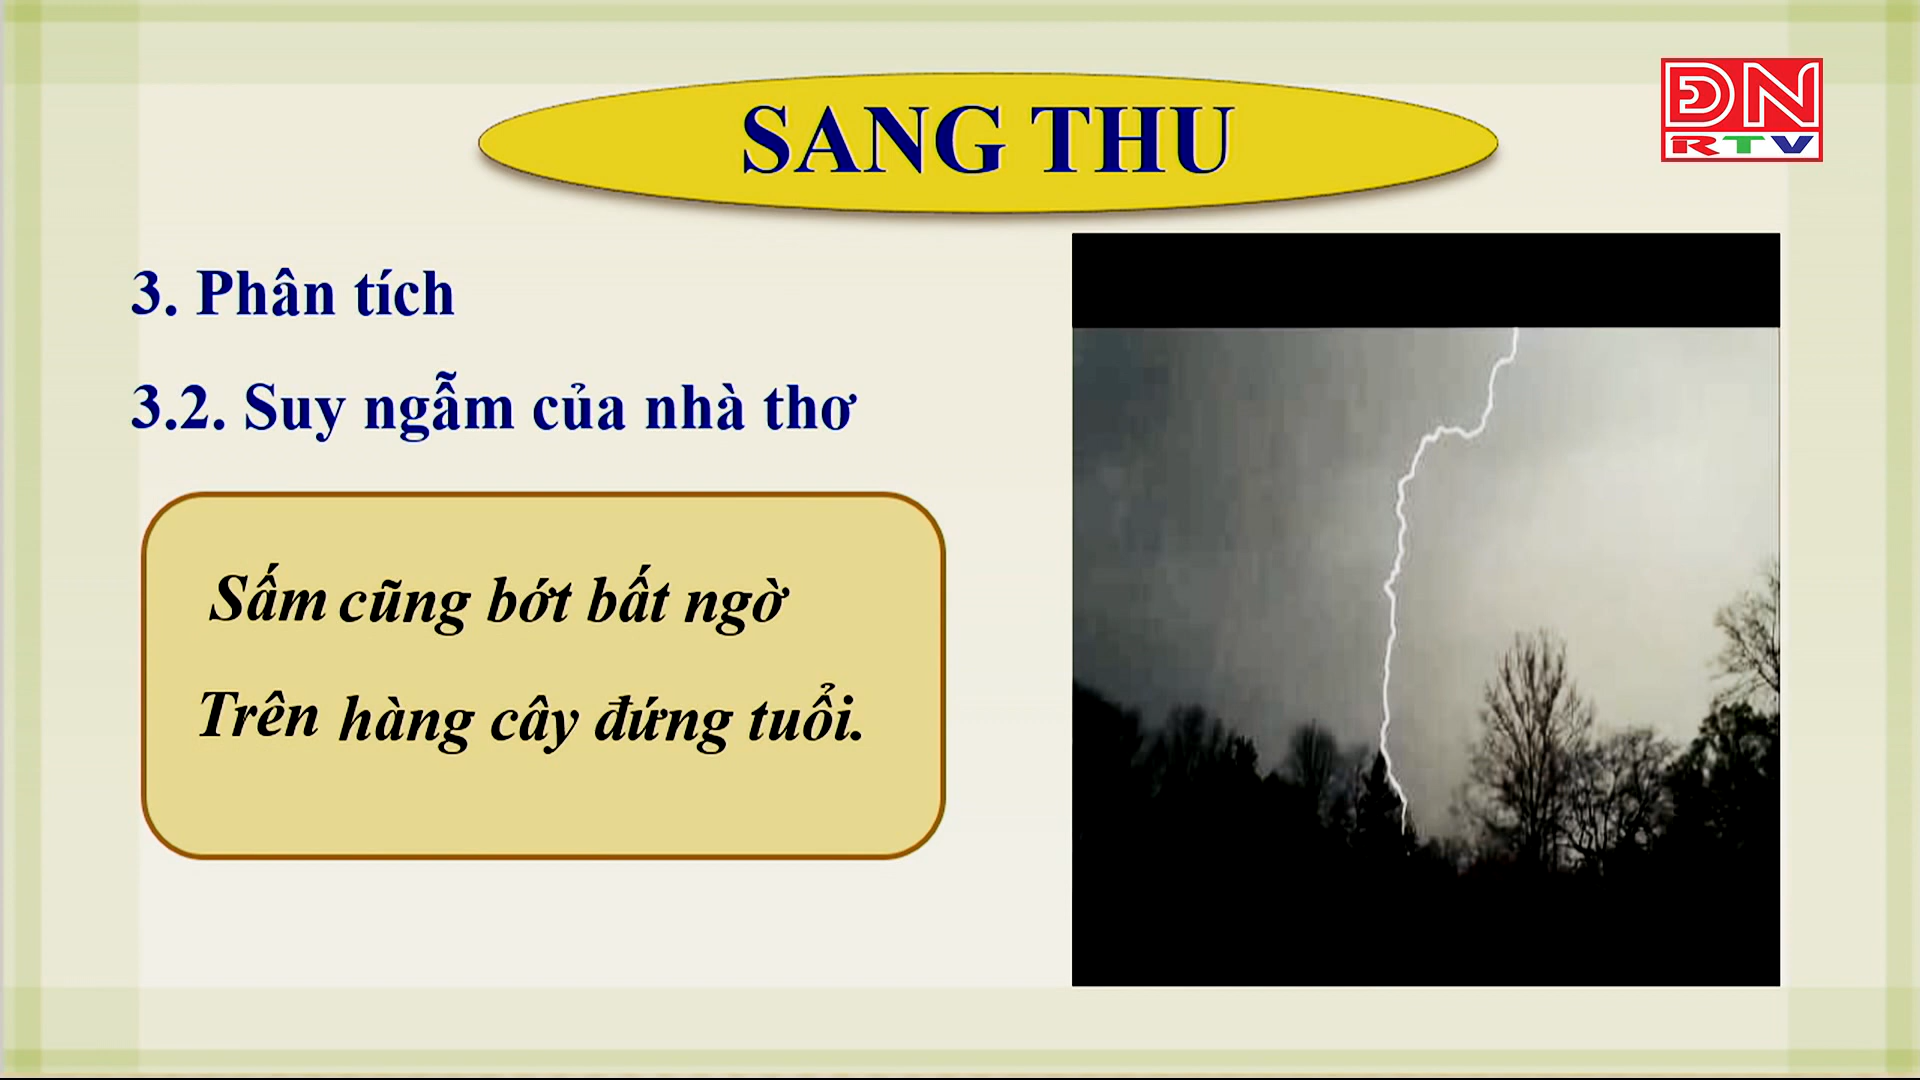 SANG THU
ĐN
RTV
3. Phân tích
3.2. Suy ngẫm của nhà thơ
Sấm cũng bớt bất ngờ
Trên hàng cây đứng tuổi.